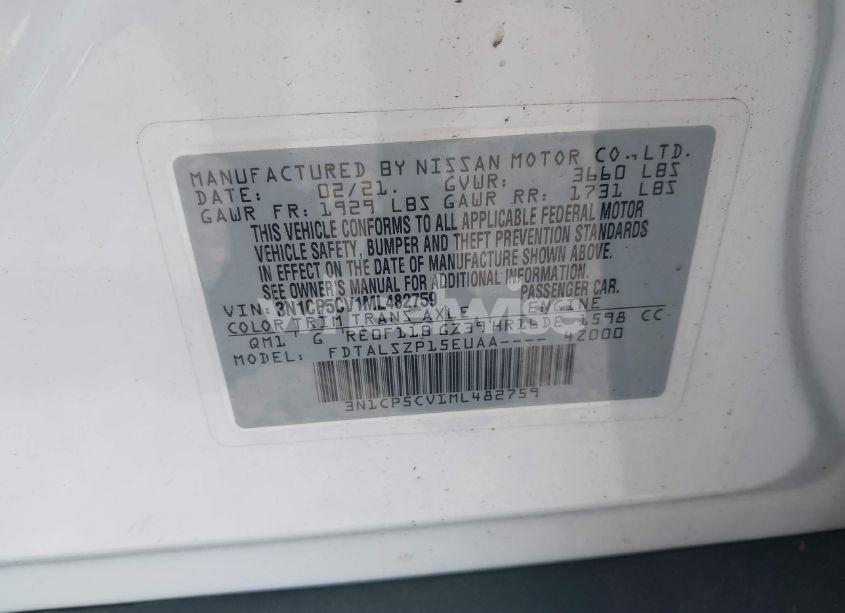 MANUFACTURED BY NISSAN MOTOR CO., LTD.
DATE: 02/21. GVWR: 3660 LBS
GAWR FR: 1929 LBS GAWR RR: 1731 LBS
THIS VEHICLE CONFORMS TO ALL APPLICABLE FEDERAL MOTOR
VEHICLE SAFETY, BUMPER AND THEFT PREVENTION STANDARDS
IN EFFECT ON THE DATE OF MANUFACTURE SHOWN ABOVE.
SEE OWNER'S MANUAL FOR ADDITIONAL INFORMATION.
VIN: 3N1CP5CV1ML482759 PASSENGER CAR.
COLOR TRIM TRANS AXLE ENGINE
QM1 G RE0F11B GZ39 HR16DE 1598 CC
MODEL: FDTALSZP15EUAA---- 42000
3N1CP5CV1ML482759